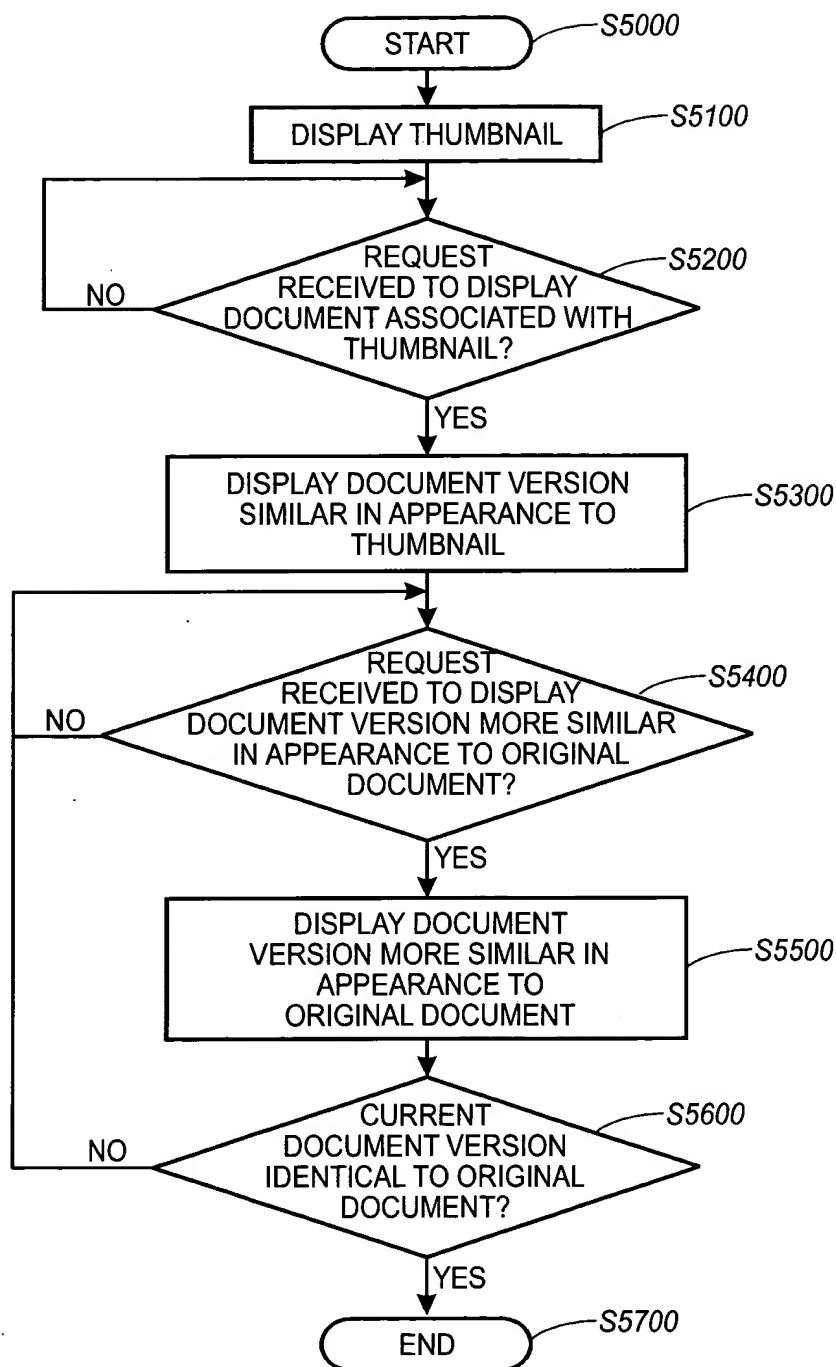 START
S5000
DISPLAY THUMBNAIL
S5100
REQUEST
RECEIVED TO DISPLAY
DOCUMENT ASSOCIATED WITH
THUMBNAIL?
S5200
NO
YES
DISPLAY DOCUMENT VERSION
SIMILAR IN APPEARANCE TO
THUMBNAIL
S5300
REQUEST
RECEIVED TO DISPLAY
DOCUMENT VERSION MORE SIMILAR
IN APPEARANCE TO ORIGINAL
DOCUMENT?
S5400
NO
YES
DISPLAY DOCUMENT
VERSION MORE SIMILAR IN
APPEARANCE TO
ORIGINAL DOCUMENT
S5500
CURRENT
DOCUMENT VERSION
IDENTICAL TO ORIGINAL
DOCUMENT?
S5600
NO
YES
END
S5700